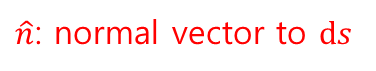 n̂: normal vector to ds